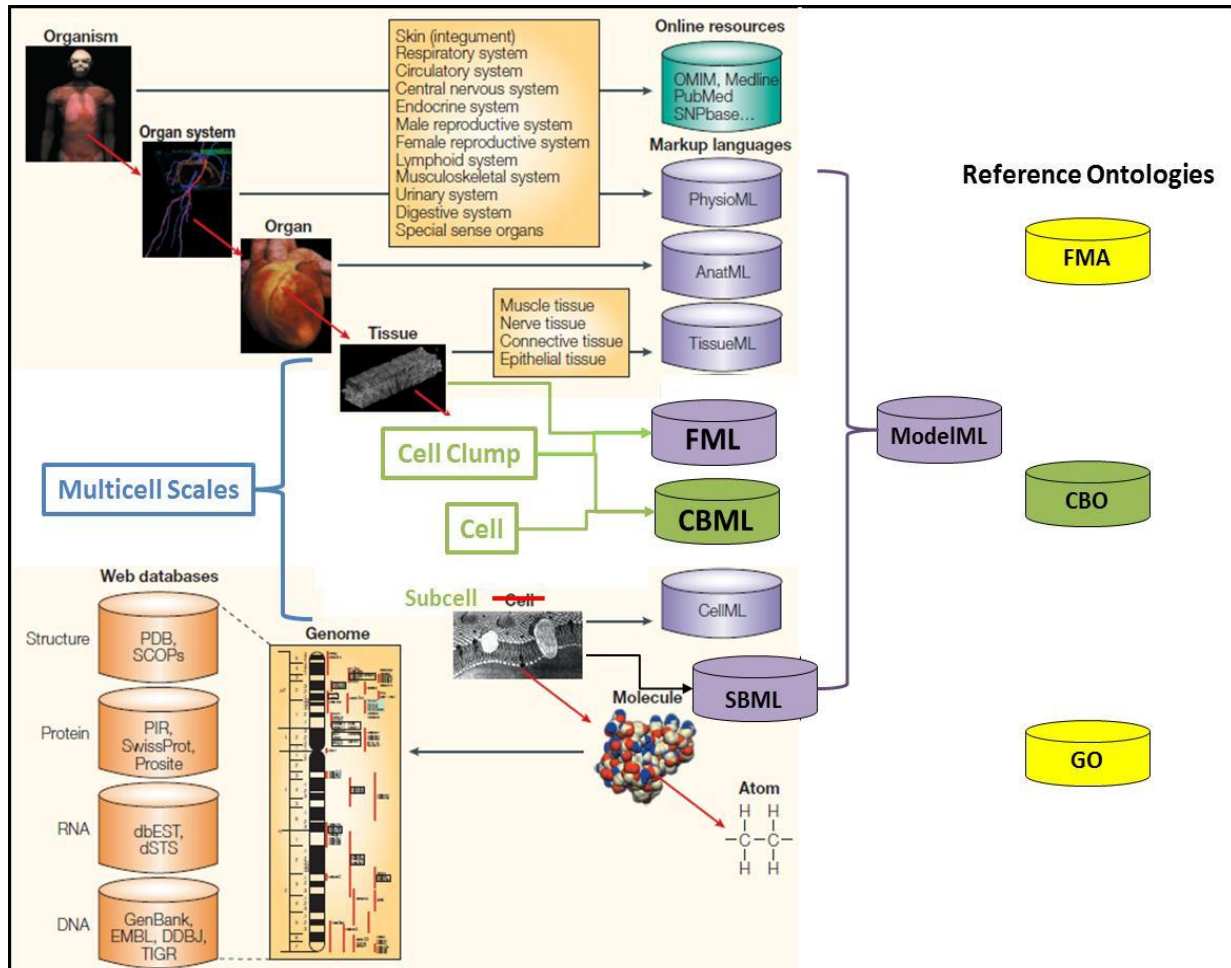 Organism
Organ system
Organ
Tissue
Skin (integument)
Respiratory system
Circulatory system
Central nervous system
Endocrine system
Male reproductive system
Female reproductive system
Lymphoid system
Musculoskeletal system
Urinary system
Digestive system
Special sense organs
Muscle tissue
Nerve tissue
Connective tissue
Epithelial tissue
Online resources
OMIM, Medline
PubMed
SNPbase...
Markup languages
PhysioML
AnatML
TissueML
FML
CBML
CellML
SBML
ModelML
Reference Ontologies
FMA
CBO
GO
Multicell Scales
Cell Clump
Cell
Subcell
Cell
Molecule
Atom
H H
C C
H H
Web databases
Structure
PDB,
SCOPs
Protein
PIR,
SwissProt,
Prosite
RNA
dbEST,
dSTS
DNA
GenBank,
EMBL, DDBJ,
TIGR
Genome